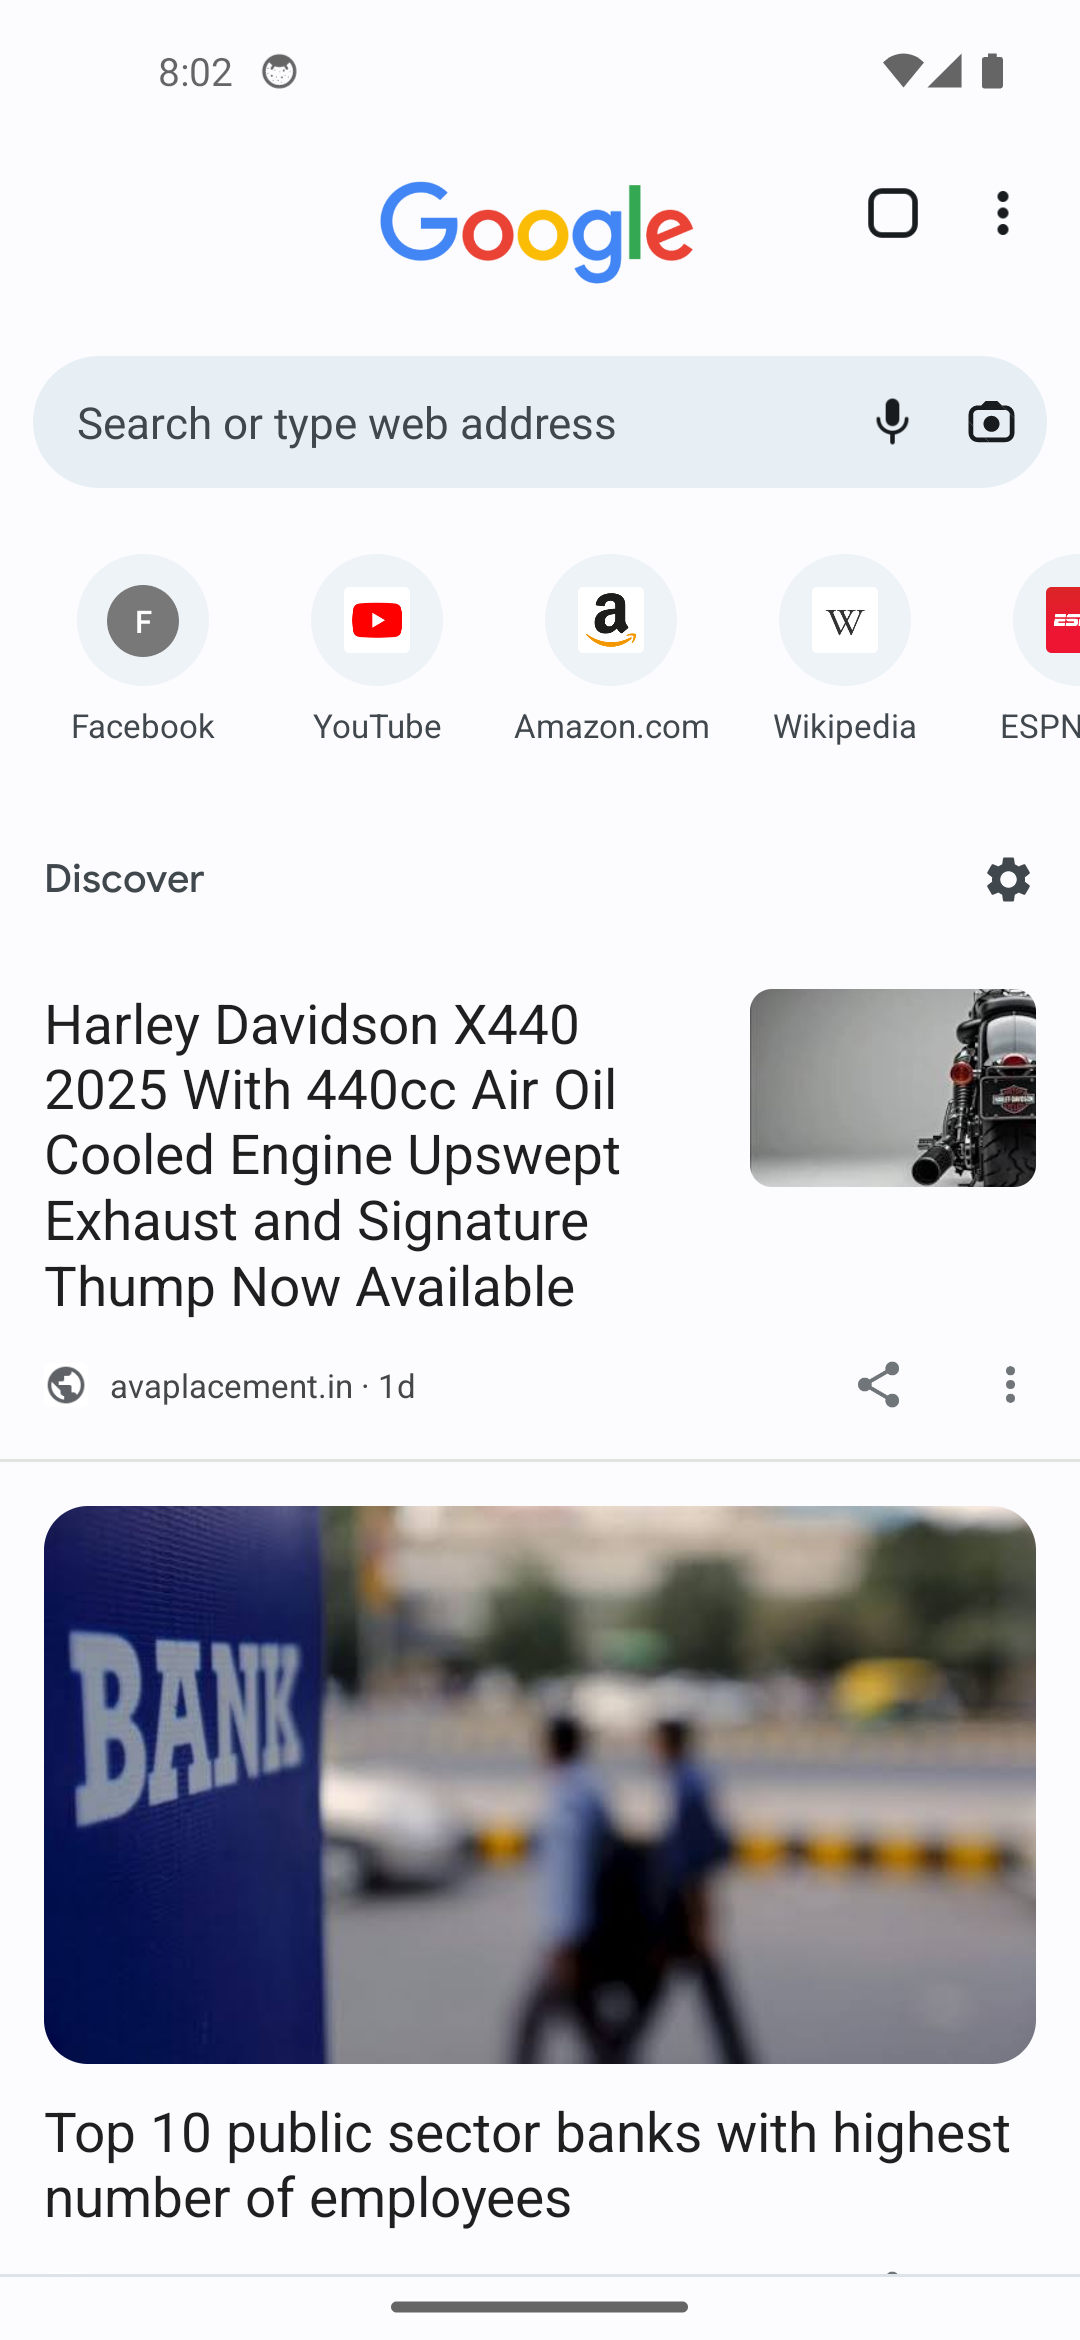 8:02
Google
Search or type web address
F
W
Facebook
YouTube
Amazon.com
Wikipedia
ESPN
Discover
Harley Davidson X440
2025 With 440cc Air Oil
Cooled Engine Upswept
Exhaust and Signature
Thump Now Available
avaplacement.in · 1d
BANK
Top 10 public sector banks with highest
number of employees